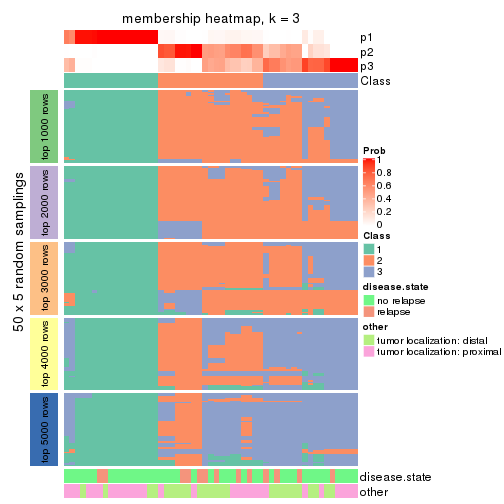 membership heatmap, k = 3
p1
p2
p3
Class
50 x 5 random samplings
top 1000 rows
top 2000 rows
top 3000 rows
top 4000 rows
top 5000 rows
Prob
1
0.8
0.6
0.4
0.2
0
Class
1
2
3
disease.state
no relapse
relapse
other
tumor localization: distal
tumor localization: proximal
disease.state
other